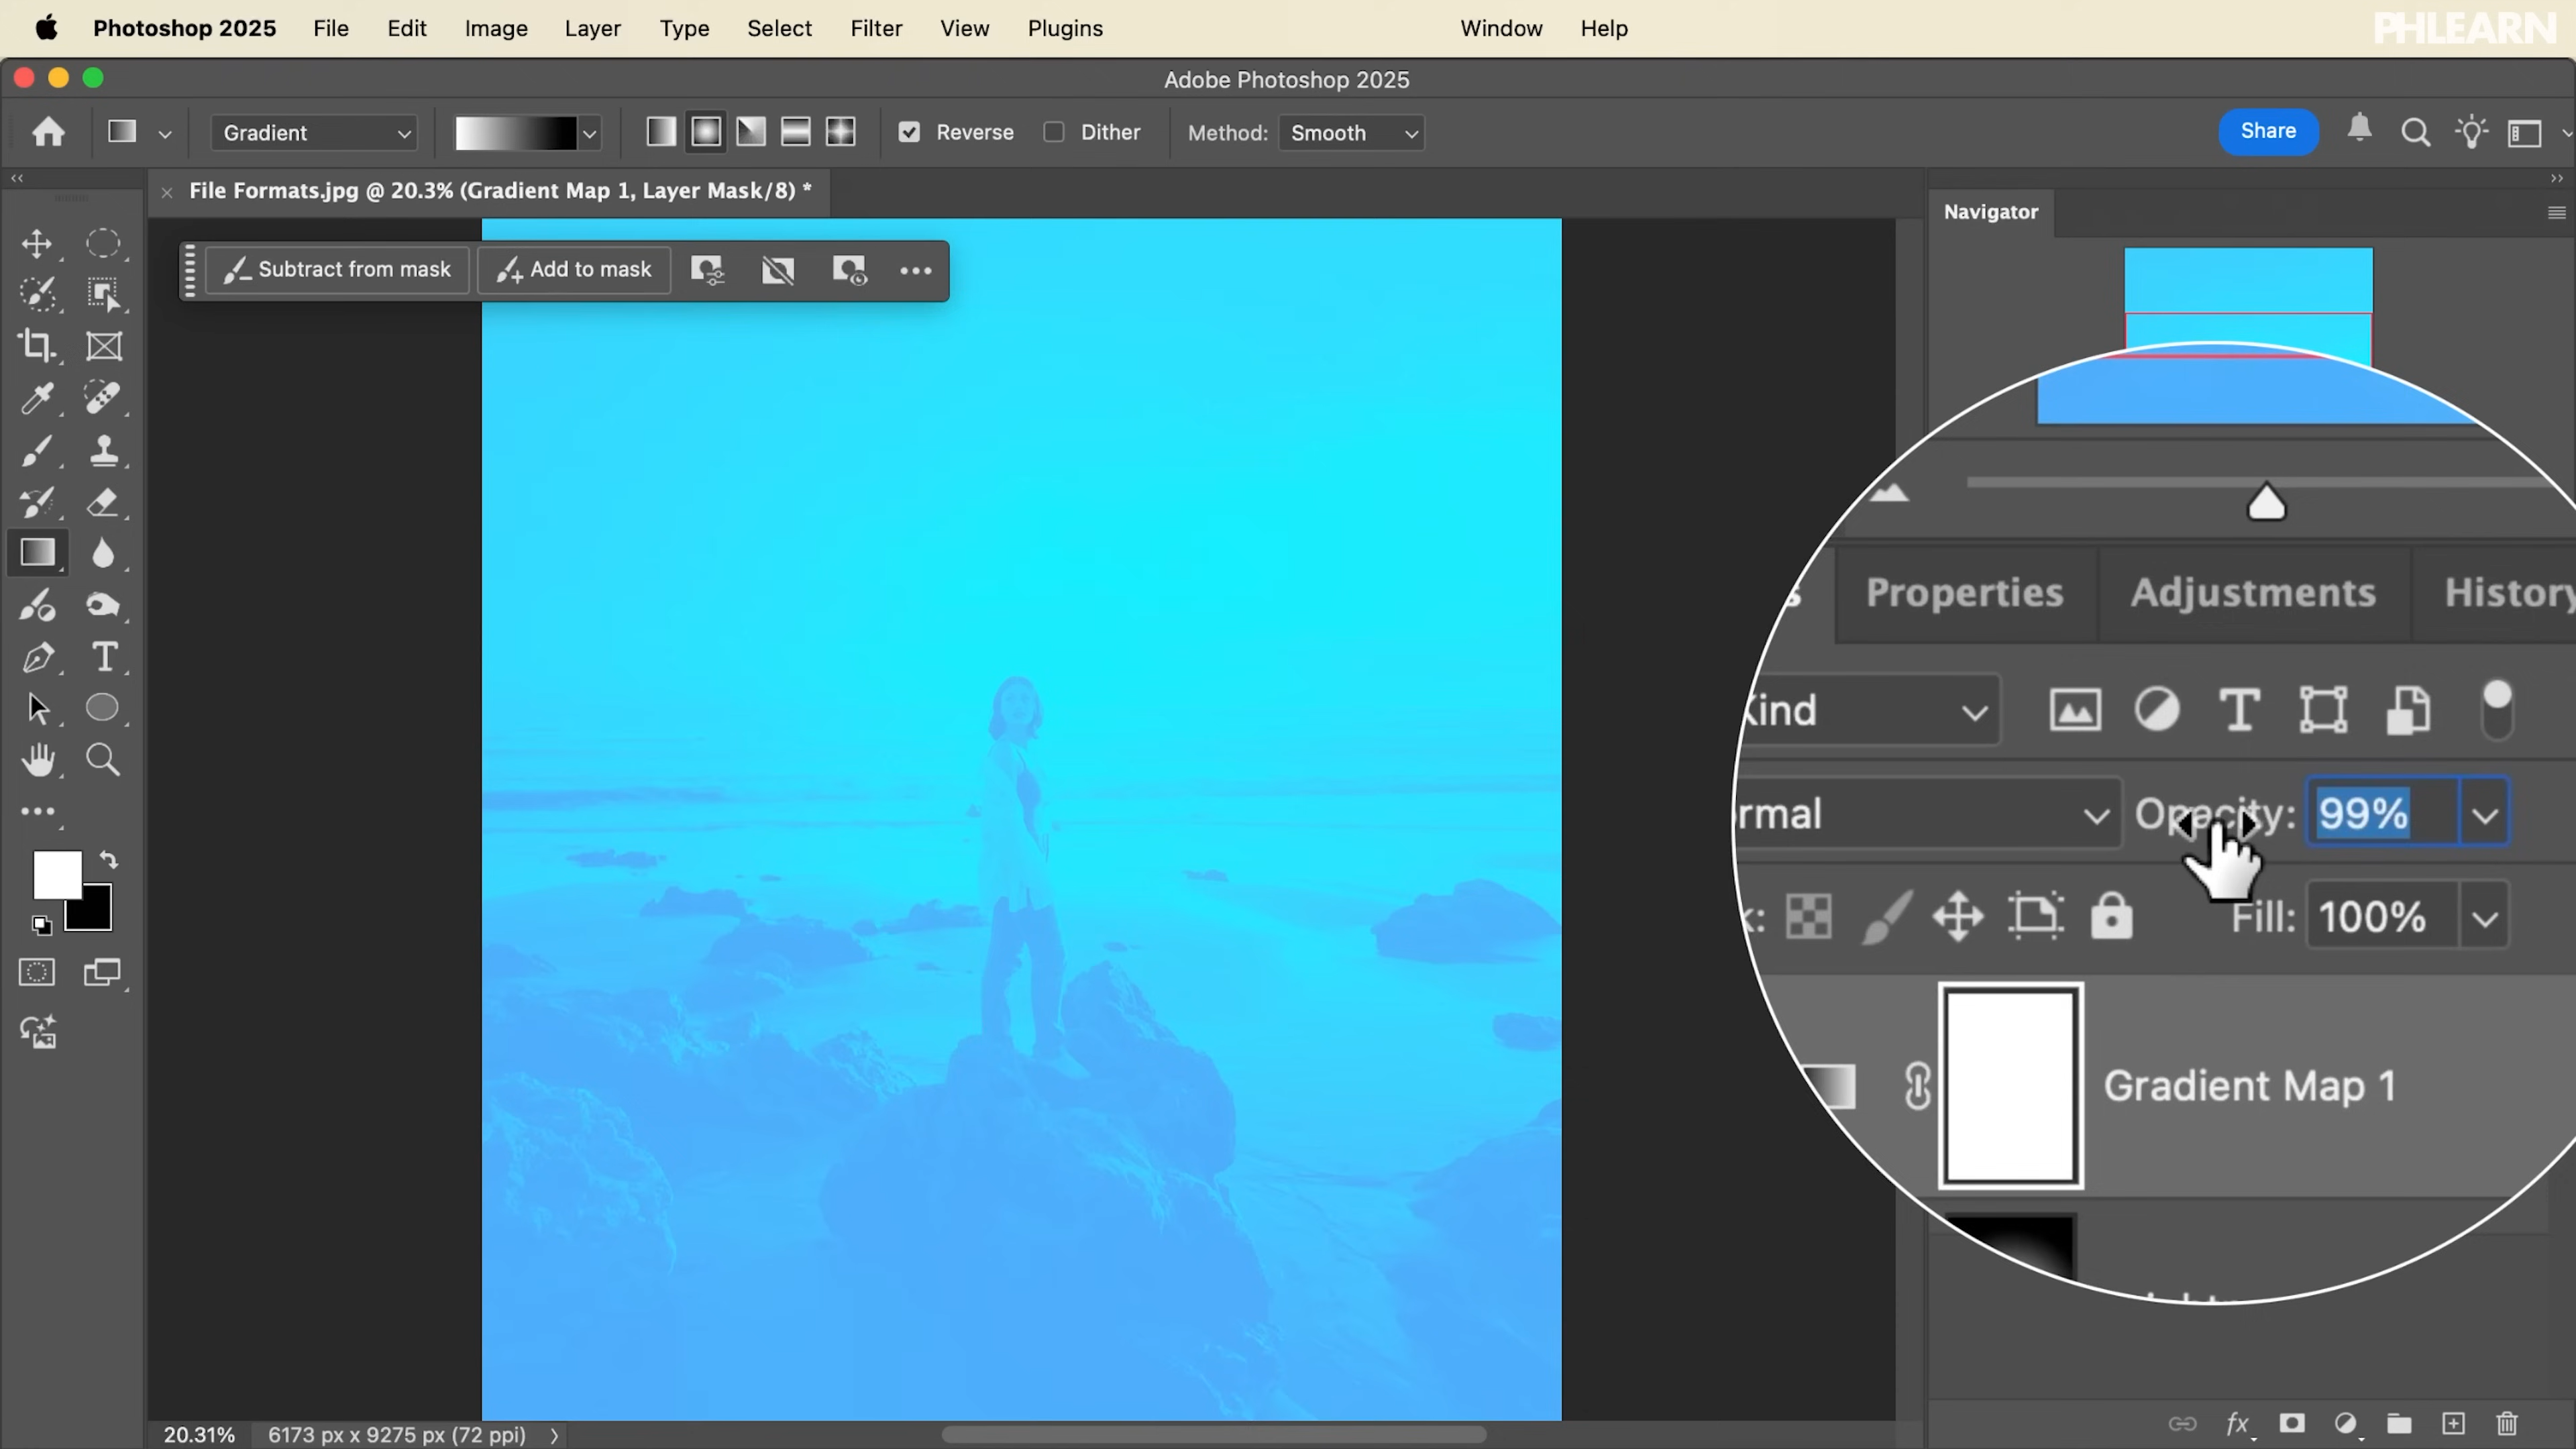 Photoshop 2025 File Edit Image Layer Type Select Filter View Plugins Window Help PHLEARN
Adobe Photoshop 2025
Gradient Reverse Dither Method: Smooth Share
File Formats.jpg @ 20.3% (Gradient Map 1, Layer Mask/8) *
Navigator
Subtract from mask Add to mask
Properties Adjustments History
Kind
rmal Opacity: 99%
k: Fill: 100%
Gradient Map 1
20.31% 6173 px x 9275 px (72 ppi)
fx